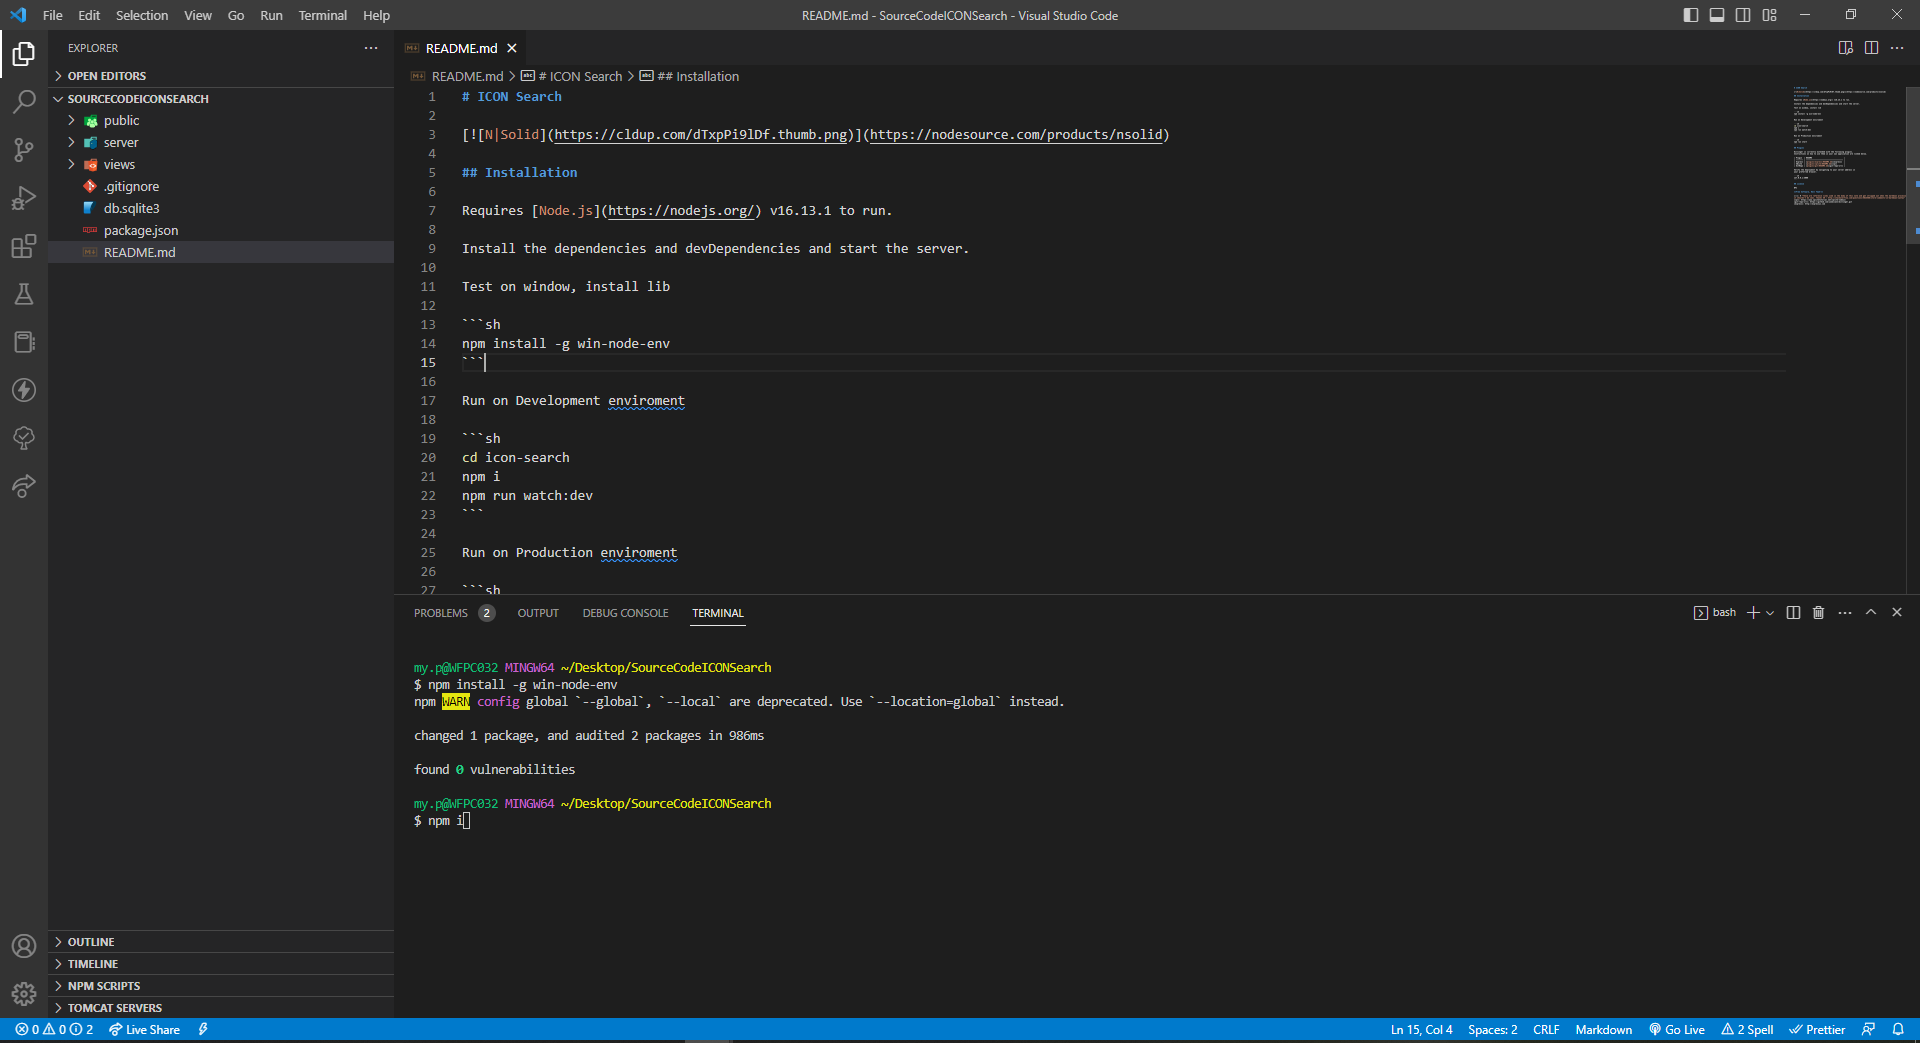 File Edit Selection View Go Run Terminal Help
README.md - SourceCodeICONSearch - Visual Studio Code
EXPLORER
OPEN EDITORS
SOURCECODEICONSEARCH
public
server
views
.gitignore
db.sqlite3
package.json
README.md
OUTLINE
TIMELINE
NPM SCRIPTS
TOMCAT SERVERS
README.md
README.md > # ICON Search > ## Installation
1 # ICON Search
2
3 [![N|Solid](https://cldup.com/dTxpPi9lDf.thumb.png)](https://nodesource.com/products/nsolid)
4
5 ## Installation
6
7 Requires [Node.js](https://nodejs.org/) v16.13.1 to run.
8
9 Install the dependencies and devDependencies and start the server.
10
11 Test on window, install lib
12
13 ```sh
14 npm install -g win-node-env
15 ```
16
17 Run on Development enviroment
18
19 ```sh
20 cd icon-search
21 npm i
22 npm run watch:dev
23 ```
24
25 Run on Production enviroment
26
27 ```sh
PROBLEMS 2 OUTPUT DEBUG CONSOLE TERMINAL
bash
my.p@WFPC032 MINGW64 ~/Desktop/SourceCodeICONSearch
$ npm install -g win-node-env
npm WARN config global `--global`, `--local` are deprecated. Use `--location=global` instead.
changed 1 package, and audited 2 packages in 986ms
found 0 vulnerabilities
my.p@WFPC032 MINGW64 ~/Desktop/SourceCodeICONSearch
$ npm i
0 0 2 Live Share
Ln 15, Col 4 Spaces: 2 CRLF Markdown Go Live 2 Spell Prettier